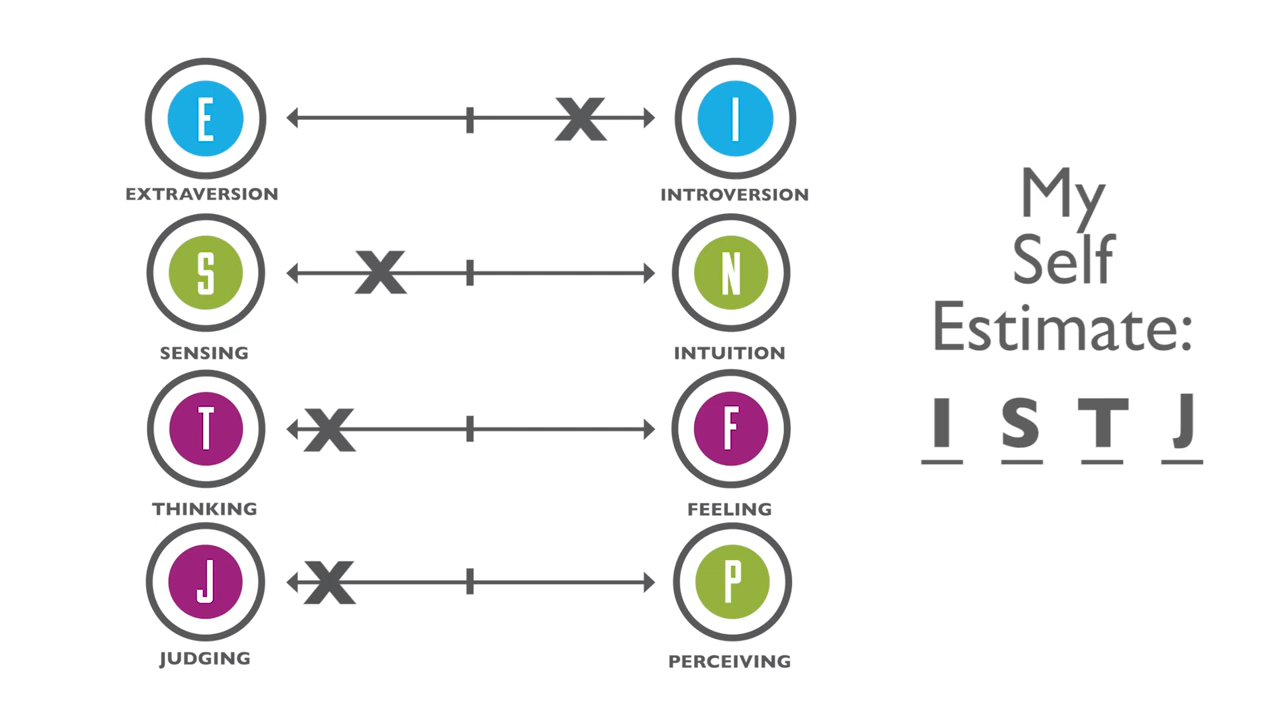 E
X
I
EXTRAVERSION
INTROVERSION
S
X
N
SENSING
INTUITION
T
X
F
THINKING
FEELING
J
X
P
JUDGING
PERCEIVING
My
Self
Estimate:
I S T J